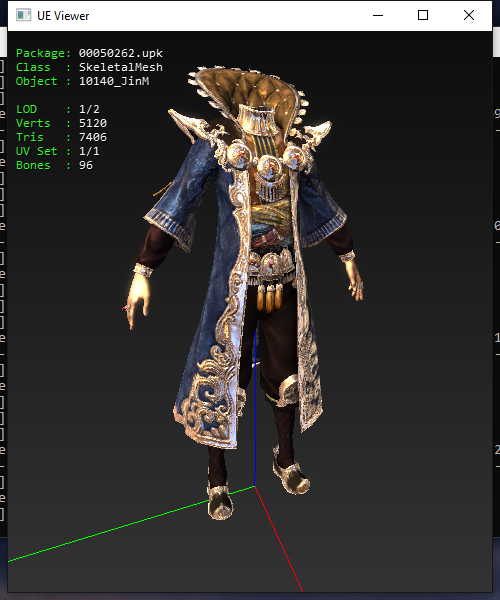 UE Viewer
Package: 00050262.upk
Class  : SkeletalMesh
Object : 10140_JinM
LOD    : 1/2
Verts  : 5120
Tris   : 7406
UV Set : 1/1
Bones  : 96